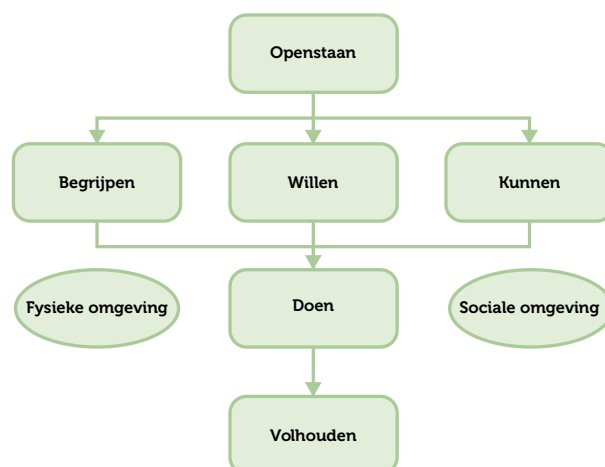 Openstaan
Begrijpen
Willen
Kunnen
Fysieke omgeving
Doen
Sociale omgeving
Volhouden